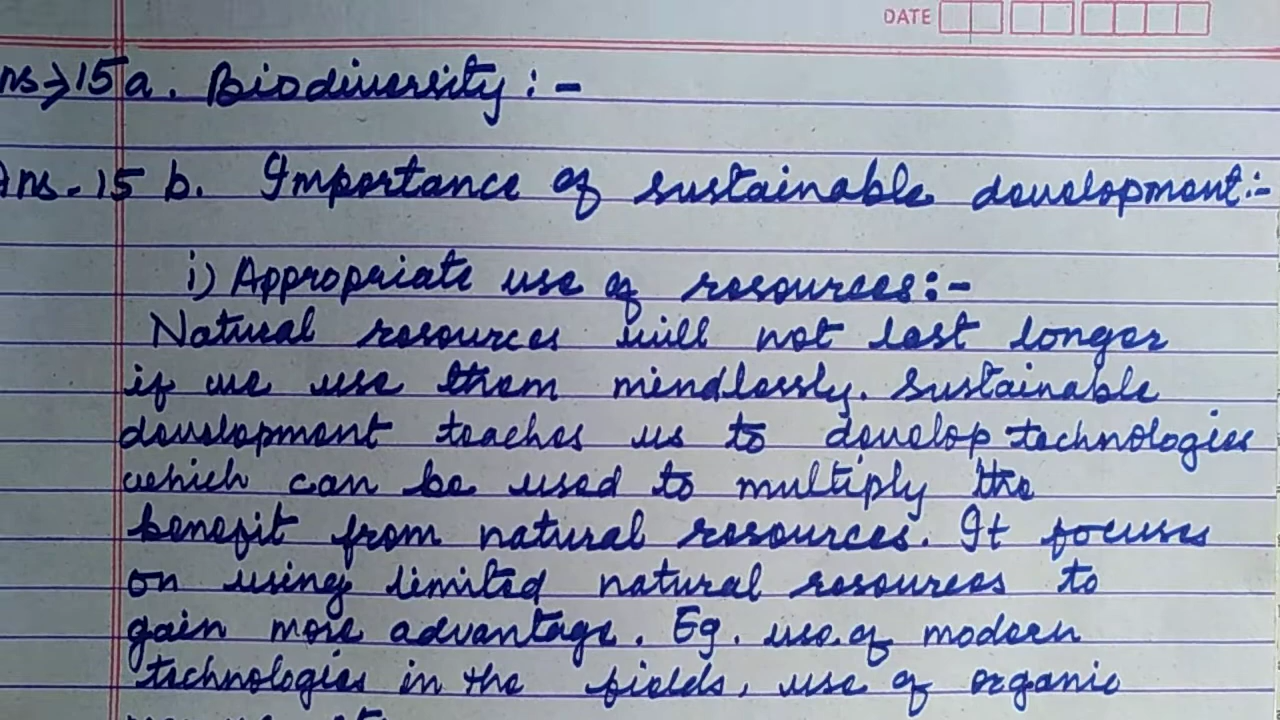 DATE
ns → 15 a. Biodiversity : -
Ans - 15 b. Importance of sustainable development :-
i) Appropriate use of resources : -
Natural resources will not last longer
if we use them mindlessly. Sustainable
development teaches us to develop technologies
which can be used to multiply the
benefit from natural resources. It focuses
on using limited natural resources to
gain more advantage. Eg. use of modern
technologies in the fields, use of organic